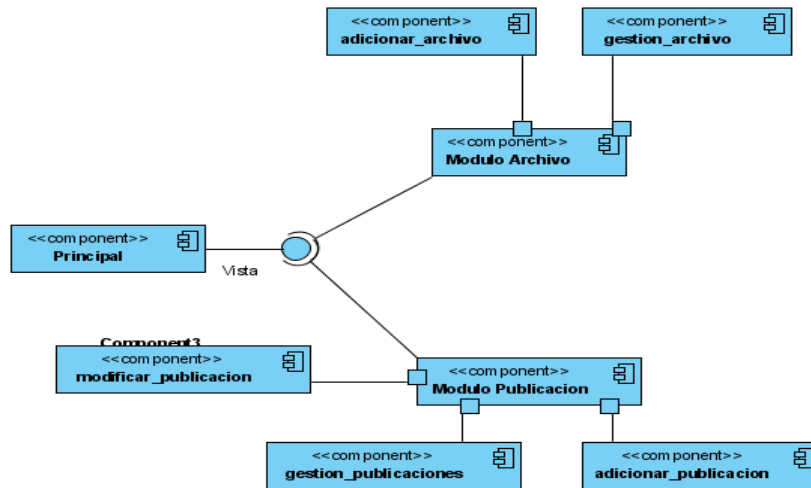 <<component>>
adicionar_archivo
<<component>>
gestion_archivo
<<component>>
Modulo Archivo
<<component>>
Principal
Vista
Component3
<<component>>
modificar_publicacion
<<component>>
Modulo Publicacion
<<component>>
gestion_publicaciones
<<component>>
adicionar_publicacion